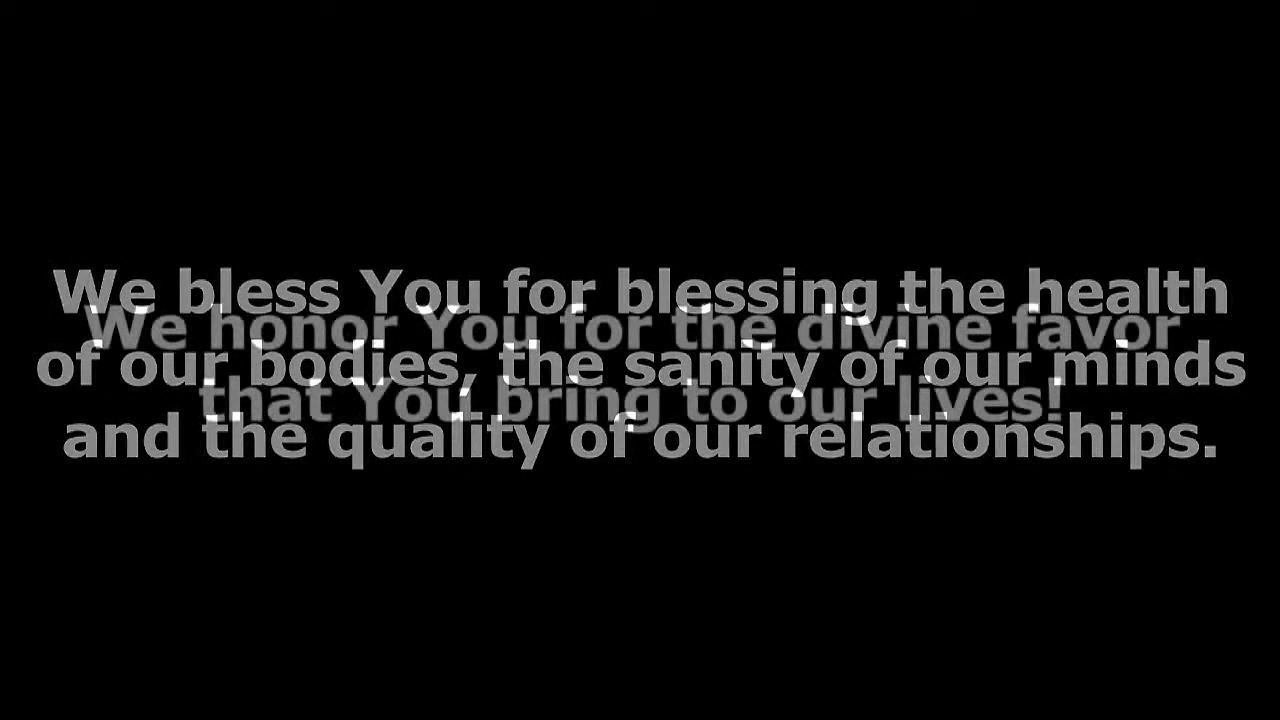 We bless You for blessing the health
of our bodies, the sanity of our minds
and the quality of our relationships.
We honor You for the divine favor
that You bring to our lives!